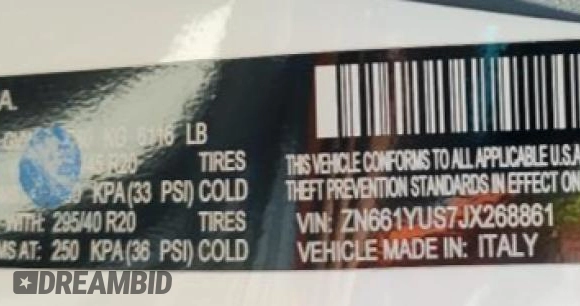 A.
KG 6116 LB
R20 TIRES
KPA(33 PSI) COLD
WITH: 295/40 R20 TIRES
MS AT: 250 KPA(36 PSI) COLD
THIS VEHICLE CONFORMS TO ALL APPLICABLE U.S.A
THEFT PREVENTION STANDARDS IN EFFECT ON
VIN: ZN661YUS7JX268861
VEHICLE MADE IN: ITALY
DREAMBID